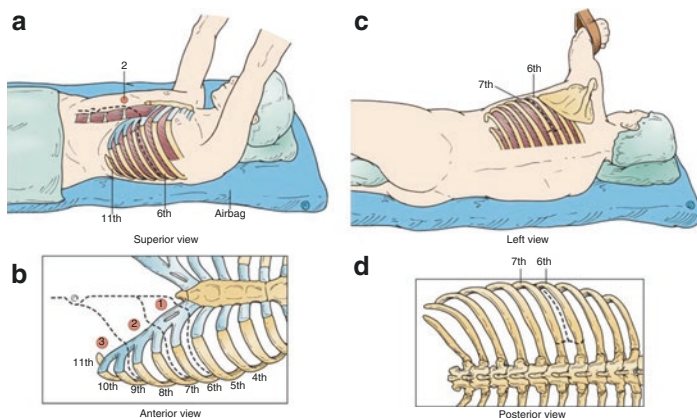 a
2
11th
6th
Airbag
Superior view
b
1
2
3
11th
10th
9th
8th
7th
6th
5th
4th
Anterior view
c
6th
7th
Left view
d
7th 6th
Posterior view